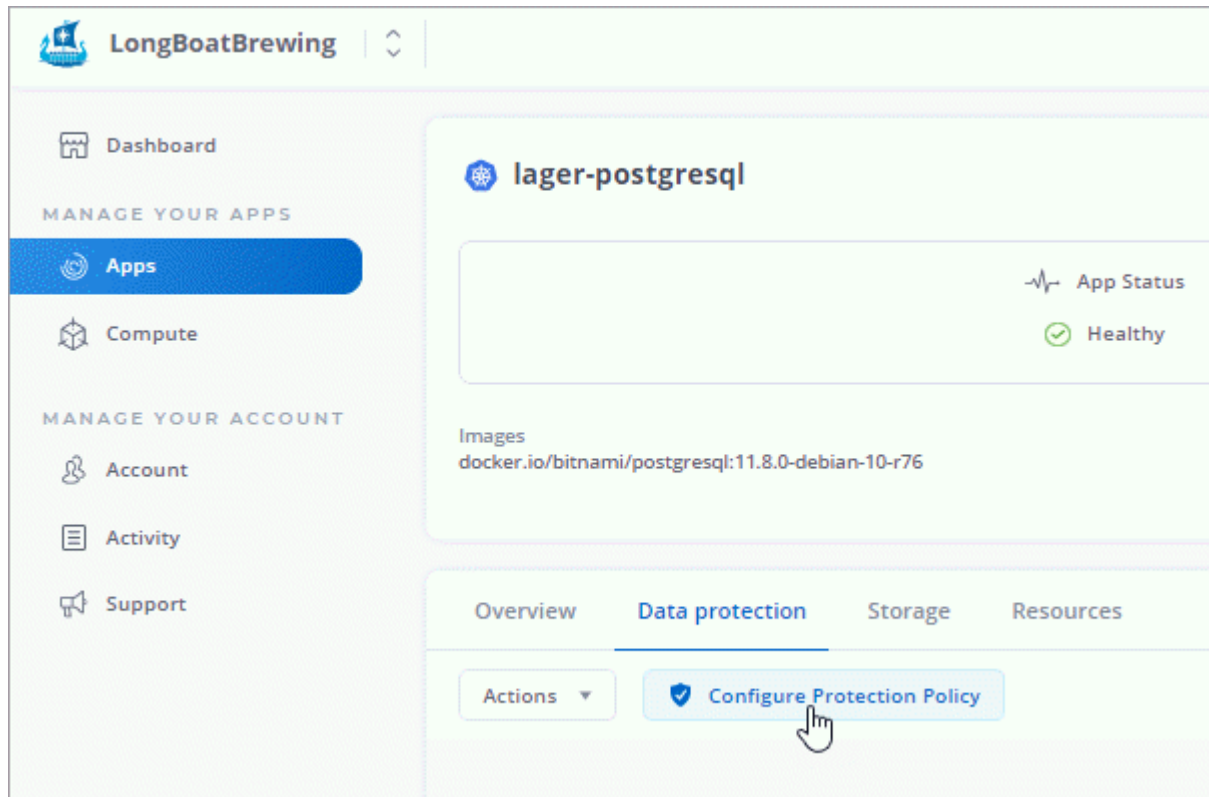 LongBoatBrewing
Dashboard
MANAGE YOUR APPS
Apps
Compute
MANAGE YOUR ACCOUNT
Account
Activity
Support
lager-postgresql
App Status
Healthy
Images
docker.io/bitnami/postgresql:11.8.0-debian-10-r76
Overview Data protection Storage Resources
Actions Configure Protection Policy